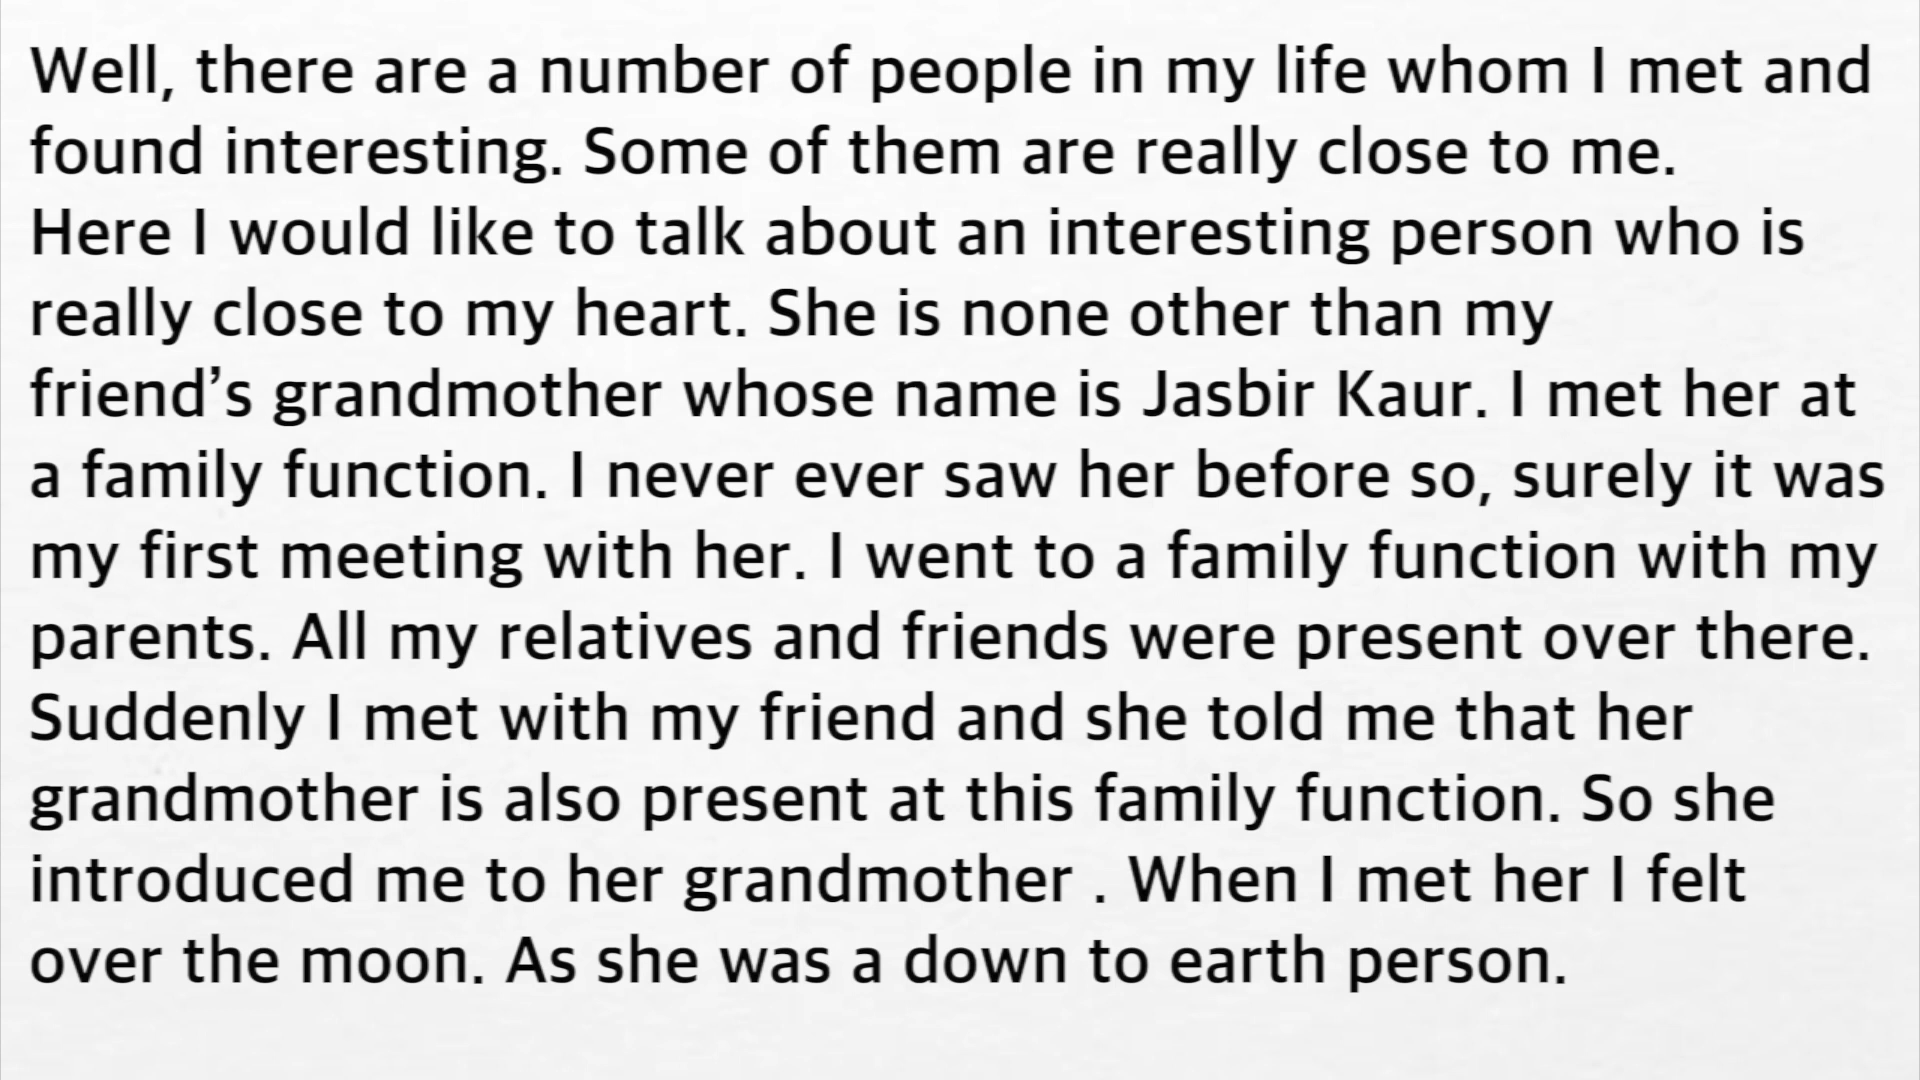 Well, there are a number of people in my life whom I met and
found interesting. Some of them are really close to me.
Here I would like to talk about an interesting person who is
really close to my heart. She is none other than my
friend’s grandmother whose name is Jasbir Kaur. I met her at
a family function. I never ever saw her before so, surely it was
my first meeting with her. I went to a family function with my
parents. All my relatives and friends were present over there.
Suddenly I met with my friend and she told me that her
grandmother is also present at this family function. So she
introduced me to her grandmother . When I met her I felt
over the moon. As she was a down to earth person.